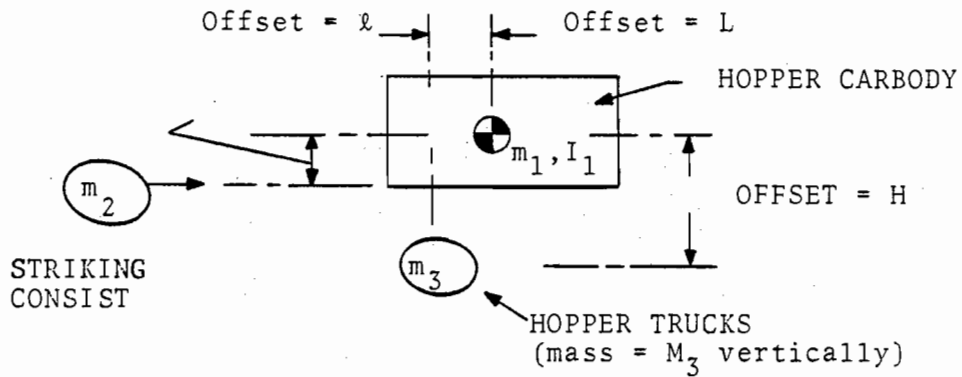 Offset = ℓ
Offset = L
HOPPER CARBODY
m₁, I₁
m₂
OFFSET = H
STRIKING
CONSIST
m₃
HOPPER TRUCKS
(mass = M₃ vertically)